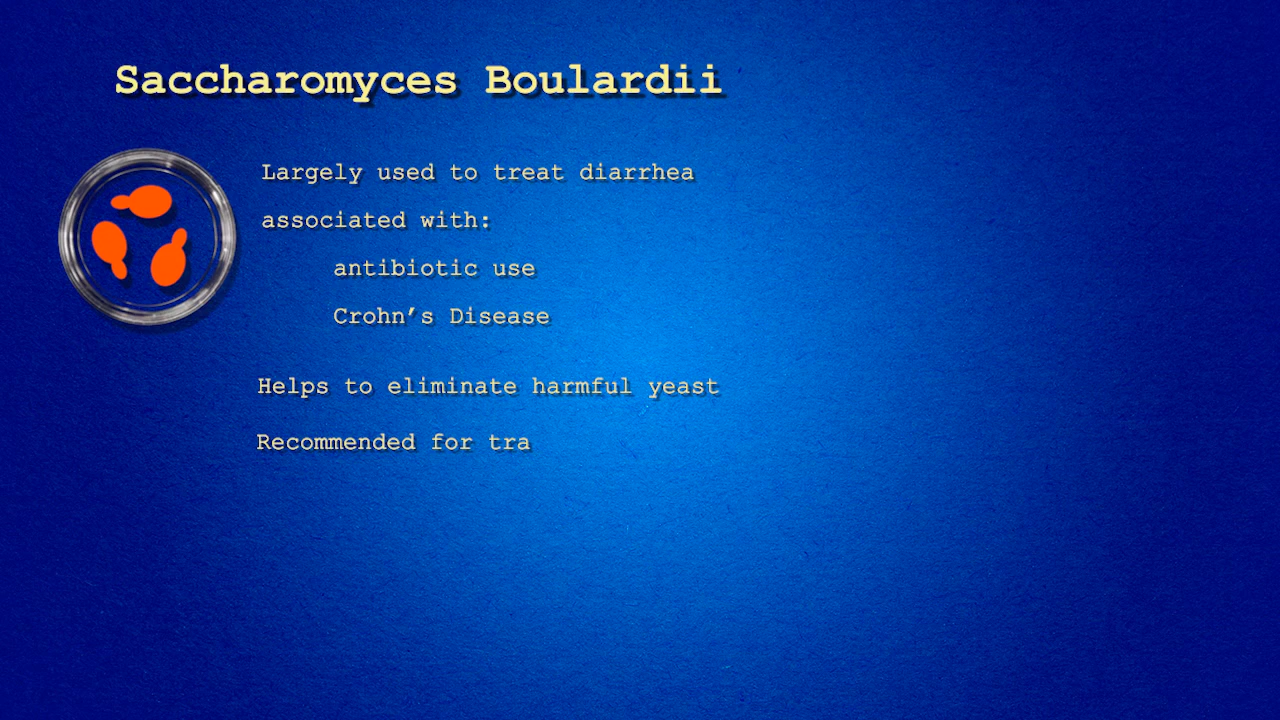 Saccharomyces Boulardii
Largely used to treat diarrhea
associated with:
antibiotic use
Crohn’s Disease
Helps to eliminate harmful yeast
Recommended for tra